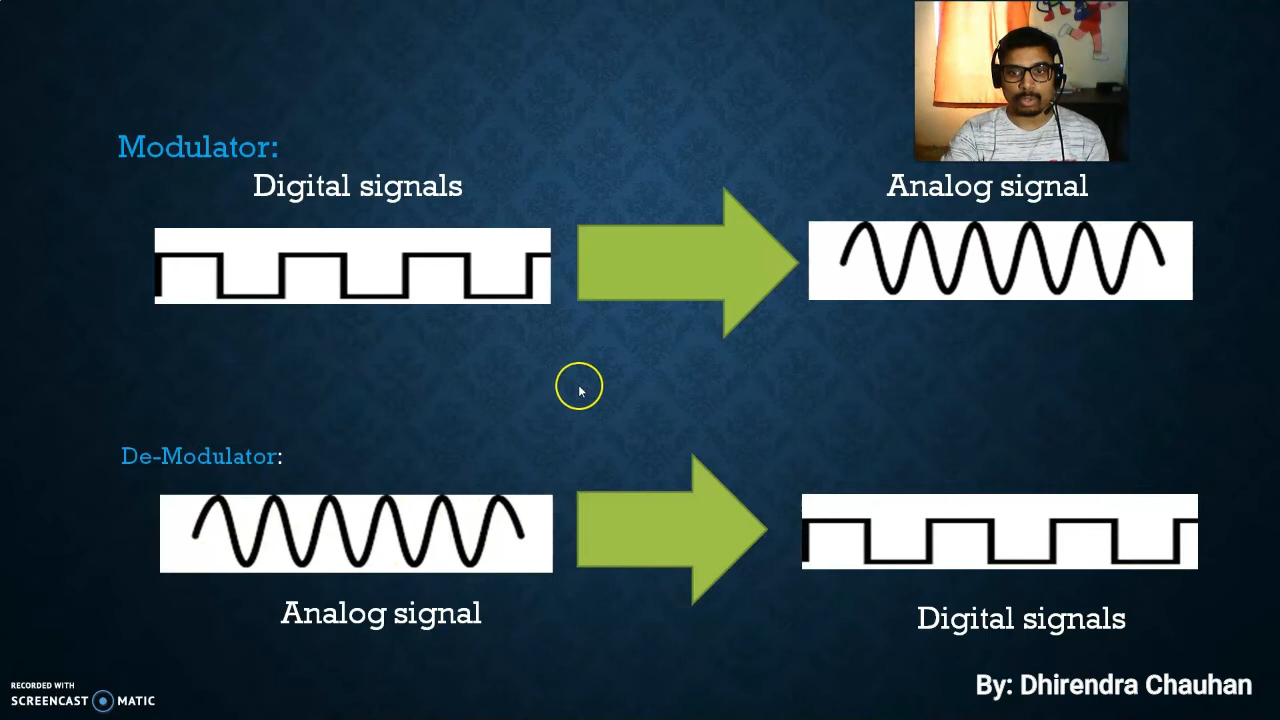 Modulator:
Digital signals
Analog signal
De-Modulator:
Analog signal
Digital signals
RECORDED WITH
SCREENCAST MATIC
By: Dhirendra Chauhan